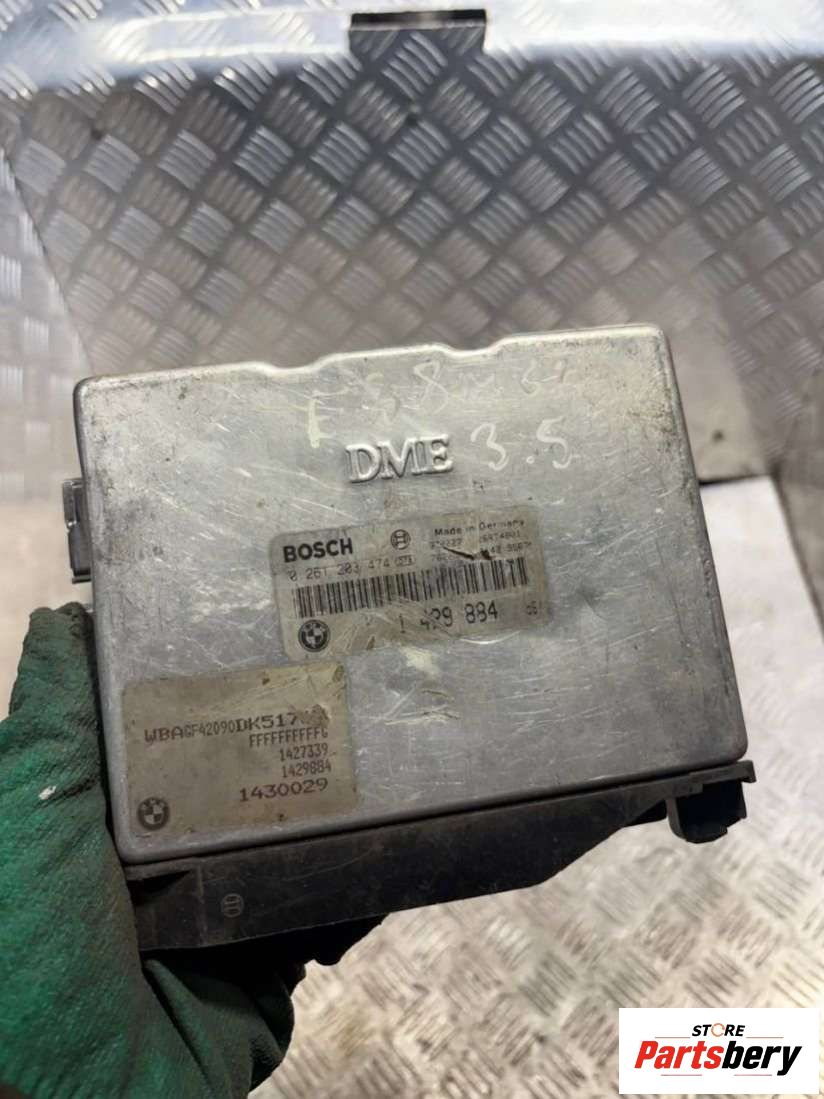 DME 3.5
BOSCH
Made in Germany
0 261 203 474
1 429 884
WBAGF42090DK517
FFFFFFFFFFG
1427339
1429884
1430029
STORE
Partsbery